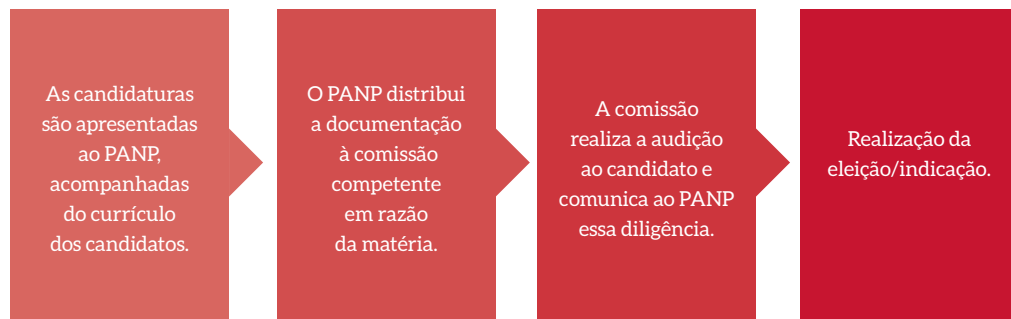 As candidaturas
são apresentadas
ao PANP,
acompanhadas
do currículo
dos candidatos.
O PANP distribui
a documentação
à comissão
competente
em razão
da matéria.
A comissão
realiza a audição
ao candidato e
comunica ao PANP
essa diligência.
Realização da
eleição/indicação.